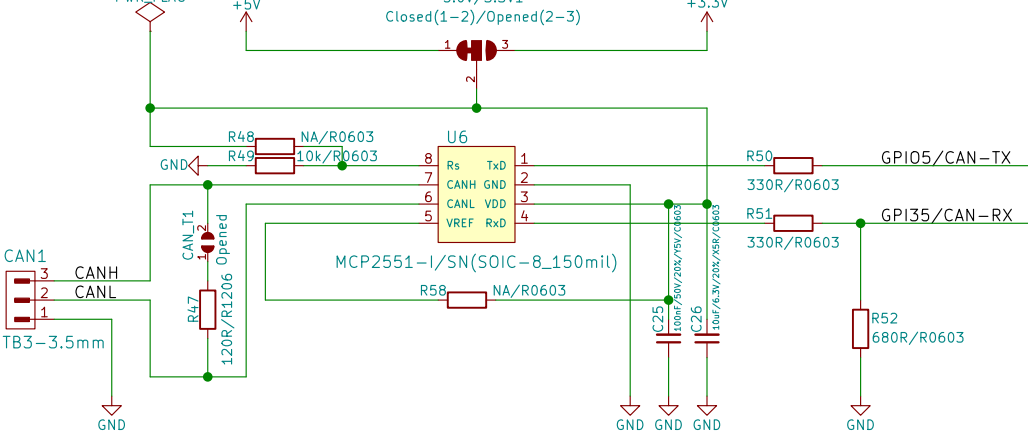 +5V
+3.3V
Closed(1-2)/Opened(2-3)
1
3
2
R48 NA/R0603
U6
GND R49 10k/R0603
8 Rs TxD 1
7 CANH GND 2
6 CANL VDD 3
5 VREF RxD 4
R50
330R/R0603
GPIO5/CAN-TX
R51
330R/R0603
GPI35/CAN-RX
CAN_T1
2
1
Opened
MCP2551-I/SN(SOIC-8_150mil)
CAN1
3 CANH
2 CANL
1
TB3-3.5mm
R47
120R/R1206
R58 NA/R0603
C25
100nF/50V/20%/Y5V/C0603
C26
10uF/6.3V/20%/X5R/C0603
R52
680R/R0603
GND
GND
GND
GND
GND